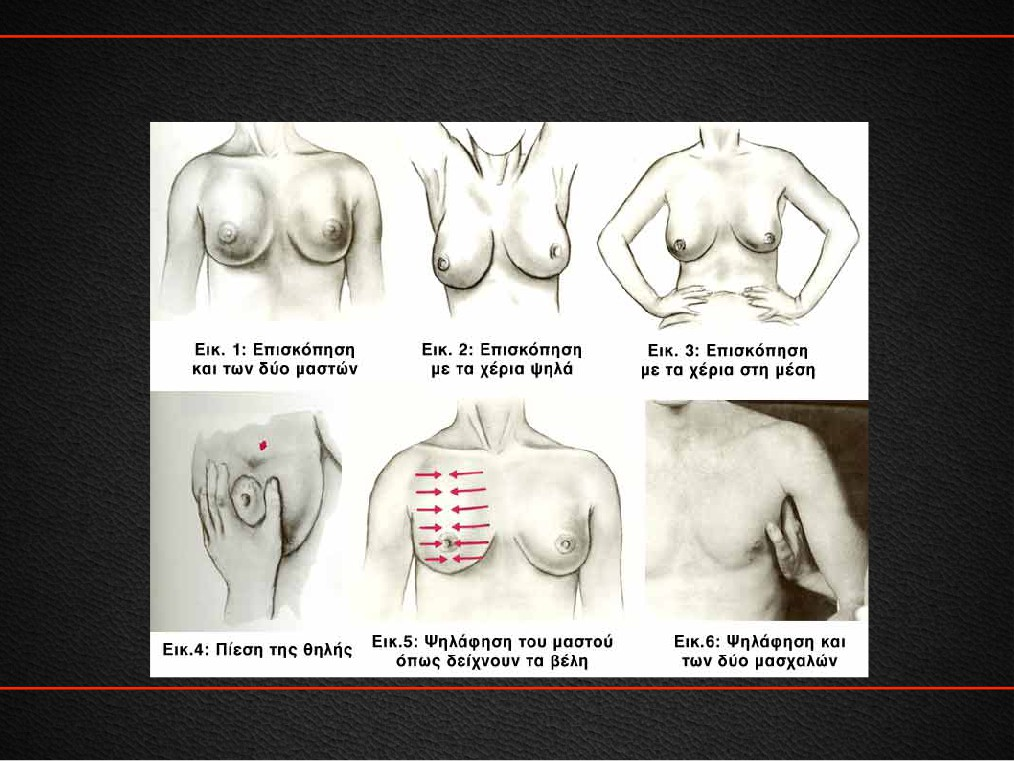 Εικ. 1: Επισκόπηση
και των δύο μαστών
Εικ. 2: Επισκόπηση
με τα χέρια ψηλά
Εικ. 3: Επισκόπηση
με τα χέρια στη μέση
Εικ.4: Πίεση της θηλής
Εικ.5: Ψηλάφηση του μαστού
όπως δείχνουν τα βέλη
Εικ.6: Ψηλάφηση και
των δύο μασχαλών